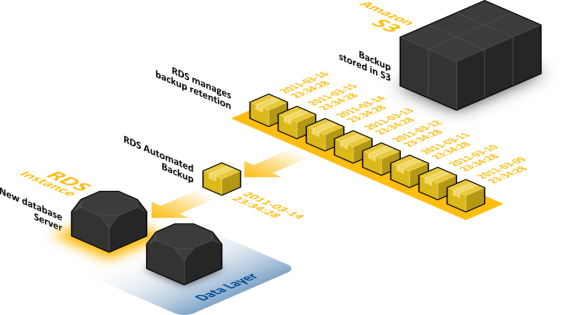 Amazon
S3
Backup
stored in S3
RDS manages
backup retention
2011-03-16
23:34:28
2011-03-15
23:34:28
2011-03-14
23:34:28
2011-03-13
23:34:28
2011-03-12
23:34:28
2011-03-11
23:34:28
2011-03-10
23:34:28
2011-03-09
23:34:28
RDS Automated
Backup
2011-03-14
23:34:28
RDS
Instance
New database
Server
Data Layer